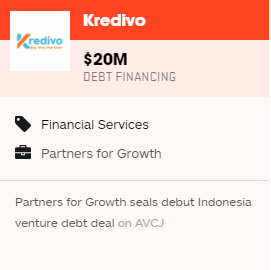 Kredivo
Kredivo
$20M
DEBT FINANCING
Financial Services
Partners for Growth
Partners for Growth seals debut Indonesia
venture debt deal on AVCJ